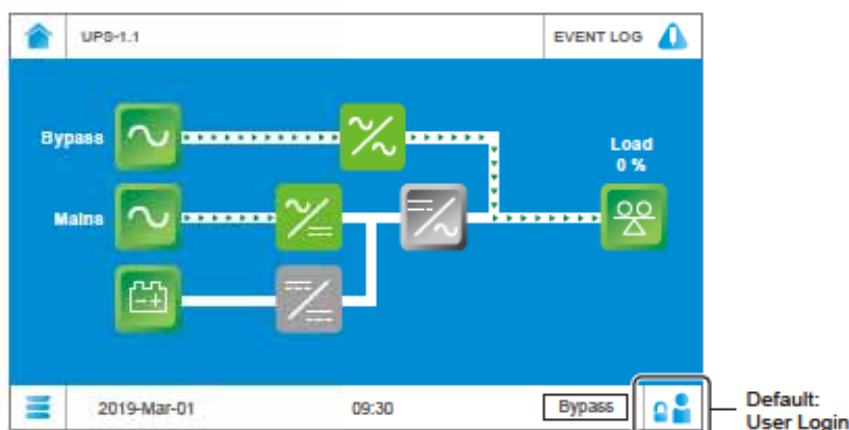 UPS-1.1
EVENT LOG
Bypass
Load
0 %
Mains
2019-Mar-01
09:30
Bypass
Default:
User Login